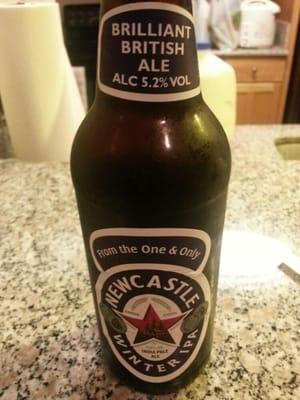 BRILLIANT
BRITISH
ALE
ALC 5.2% VOL
From the One & Only
NEWCASTLE
INDIA PALE
ALE
WINTER IPA